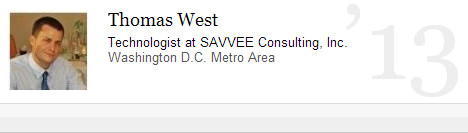 Thomas West
Technologist at SAVVEE Consulting, Inc.
Washington D.C. Metro Area
’13